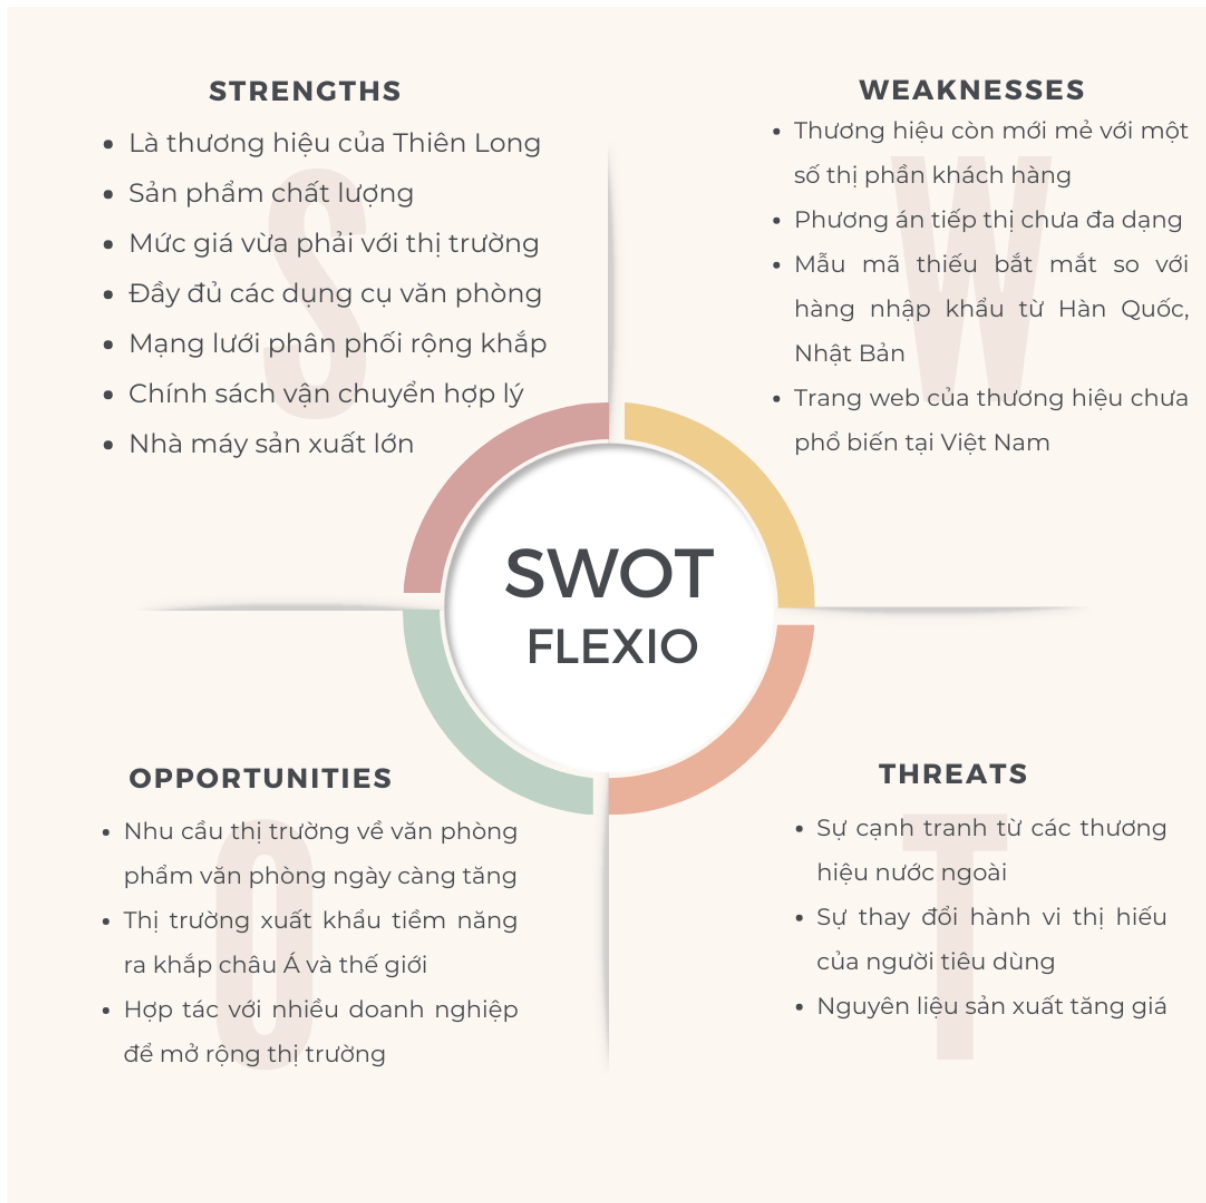 STRENGTHS
• Là thương hiệu của Thiên Long
• Sản phẩm chất lượng
• Mức giá vừa phải với thị trường
• Đầy đủ các dụng cụ văn phòng
• Mạng lưới phân phối rộng khắp
• Chính sách vận chuyển hợp lý
• Nhà máy sản xuất lớn
S
WEAKNESSES
• Thương hiệu còn mới mẻ với một
số thị phần khách hàng
• Phương án tiếp thị chưa đa dạng
• Mẫu mã thiếu bắt mắt so với
hàng nhập khẩu từ Hàn Quốc,
Nhật Bản
• Trang web của thương hiệu chưa
phổ biến tại Việt Nam
W
SWOT
FLEXIO
OPPORTUNITIES
• Nhu cầu thị trường về văn phòng
phẩm văn phòng ngày càng tăng
• Thị trường xuất khẩu tiềm năng
ra khắp châu Á và thế giới
• Hợp tác với nhiều doanh nghiệp
để mở rộng thị trường
O
THREATS
• Sự cạnh tranh từ các thương
hiệu nước ngoài
• Sự thay đổi hành vi thị hiếu
của người tiêu dùng
• Nguyên liệu sản xuất tăng giá
T